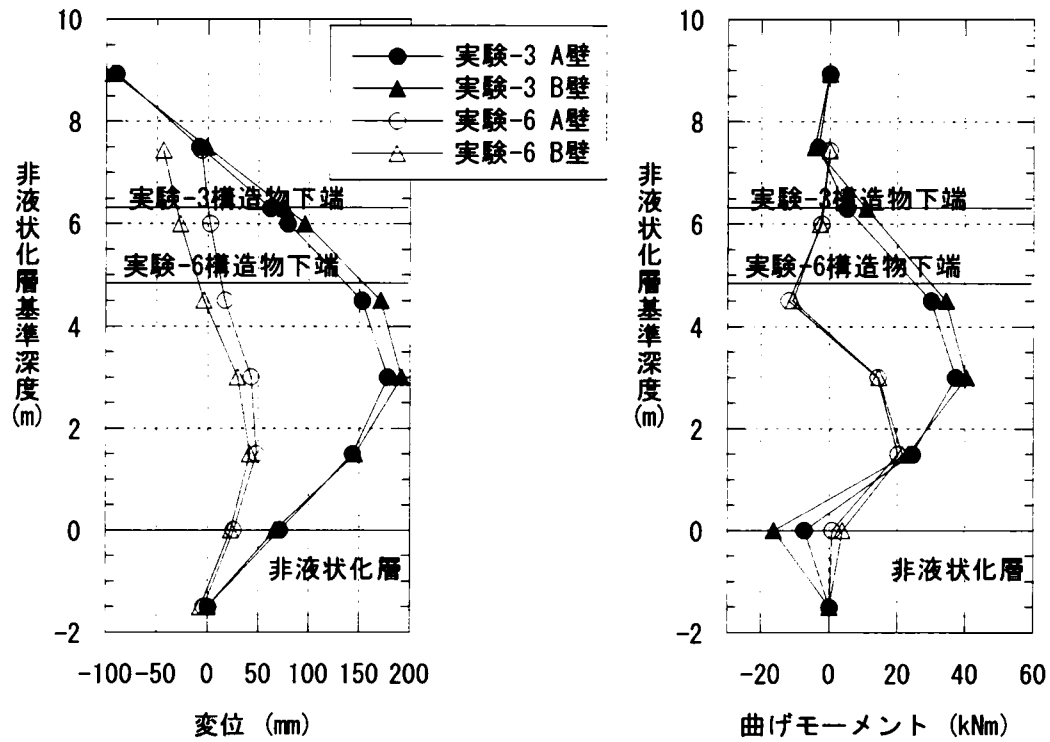 10
8
6
4
2
0
-2
非液状化層基準深度(m)
実験-3 A壁
実験-3 B壁
実験-6 A壁
実験-6 B壁
実験-3構造物下端
実験-6構造物下端
非液状化層
-100 -50 0 50 100 150 200
変位 (mm)
10
8
6
4
2
0
-2
非液状化層基準深度(m)
実験-3構造物下端
実験-6構造物下端
非液状化層
-20 0 20 40 60
曲げモーメント (kNm)